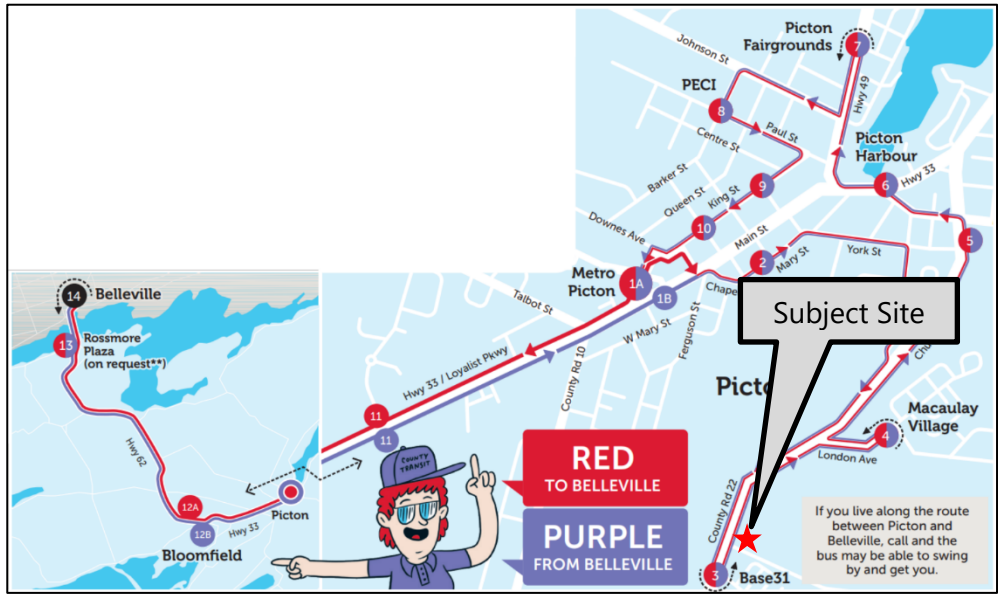 Picton
Fairgrounds
7
Johnson St
Hwy 49
PECI
8
Paul St
Centre St
Picton
Harbour
6
Hwy 33
Barker St
Queen St
King St
9
Downes Ave
10
Main St
Mary St
2
York St
5
Metro
Picton
1A
1B
Chape
W Mary St
Ferguson St
Talbot St
County Rd 10
Hwy 33 / Loyalist Pkwy
11
11
Subject Site
Macaulay
Village
4
London Ave
County Rd 22
3
Base31
14
Belleville
13
Rossmore
Plaza
(on request**)
Hwy 62
12A
12B
Hwy 33
Bloomfield
Picton
COUNTY
TRANSIT
RED
TO BELLEVILLE
PURPLE
FROM BELLEVILLE
If you live along the route
between Picton and
Belleville, call and the
bus may be able to swing
by and get you.